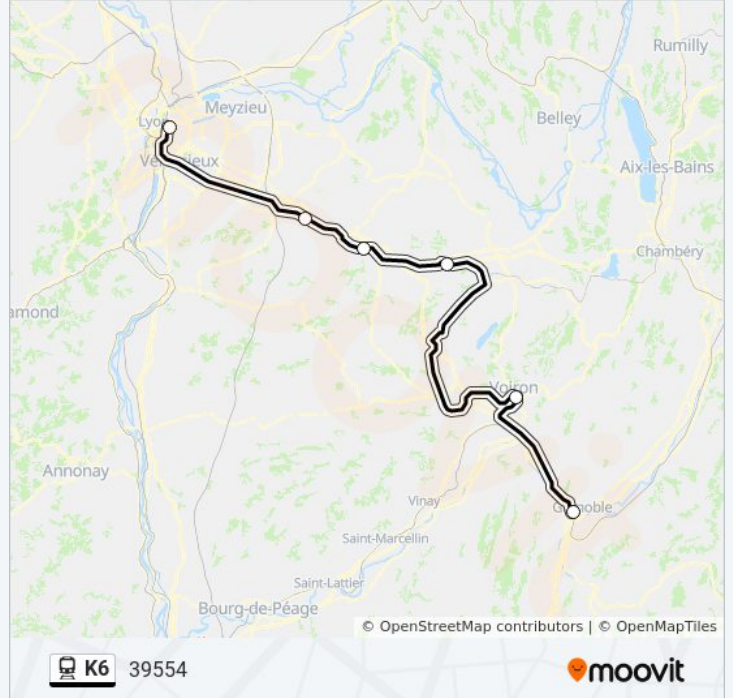 Rumilly
Meyzieu
Lyon
Belley
Vénissieux
Aix-les-Bains
Chambéry
amond
Voiron
Annonay
Grenoble
Vinay
Saint-Marcellin
Saint-Lattier
Bourg-de-Péage
© OpenStreetMap contributors | © OpenMapTiles
K6 39554 moovit